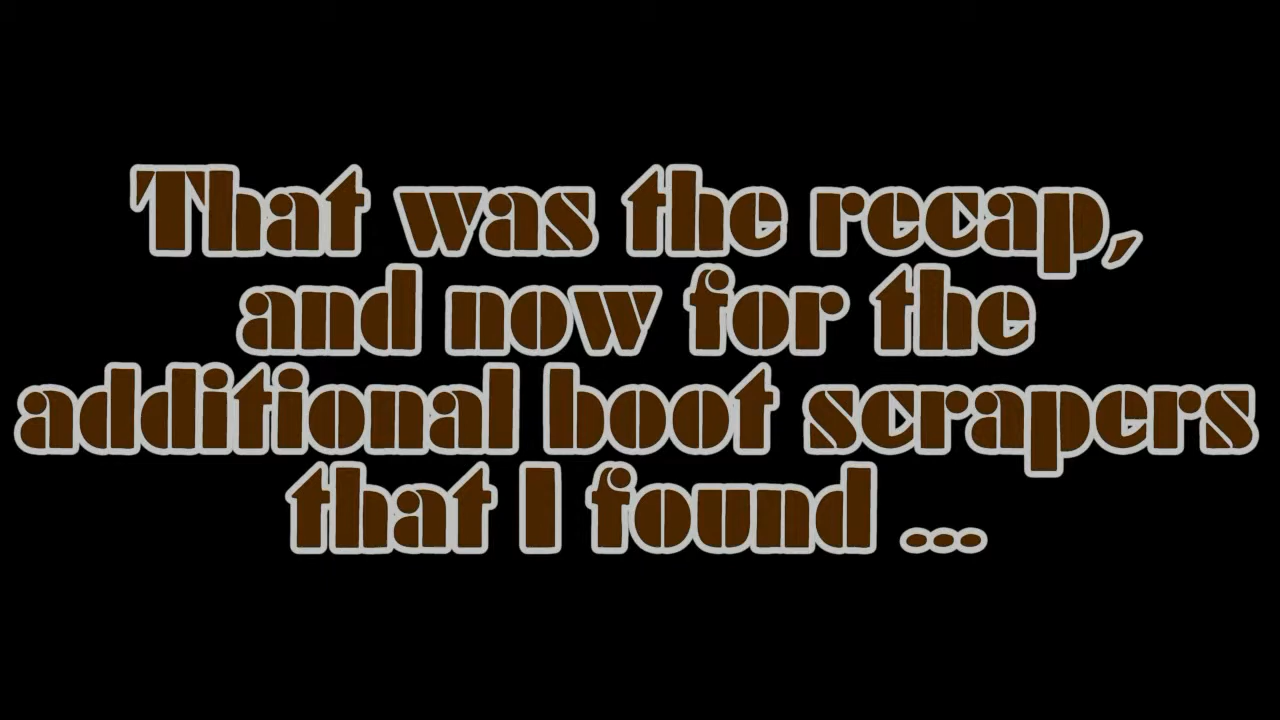 That was the recap,
and now for the
additional boot scrapers
that I found ...